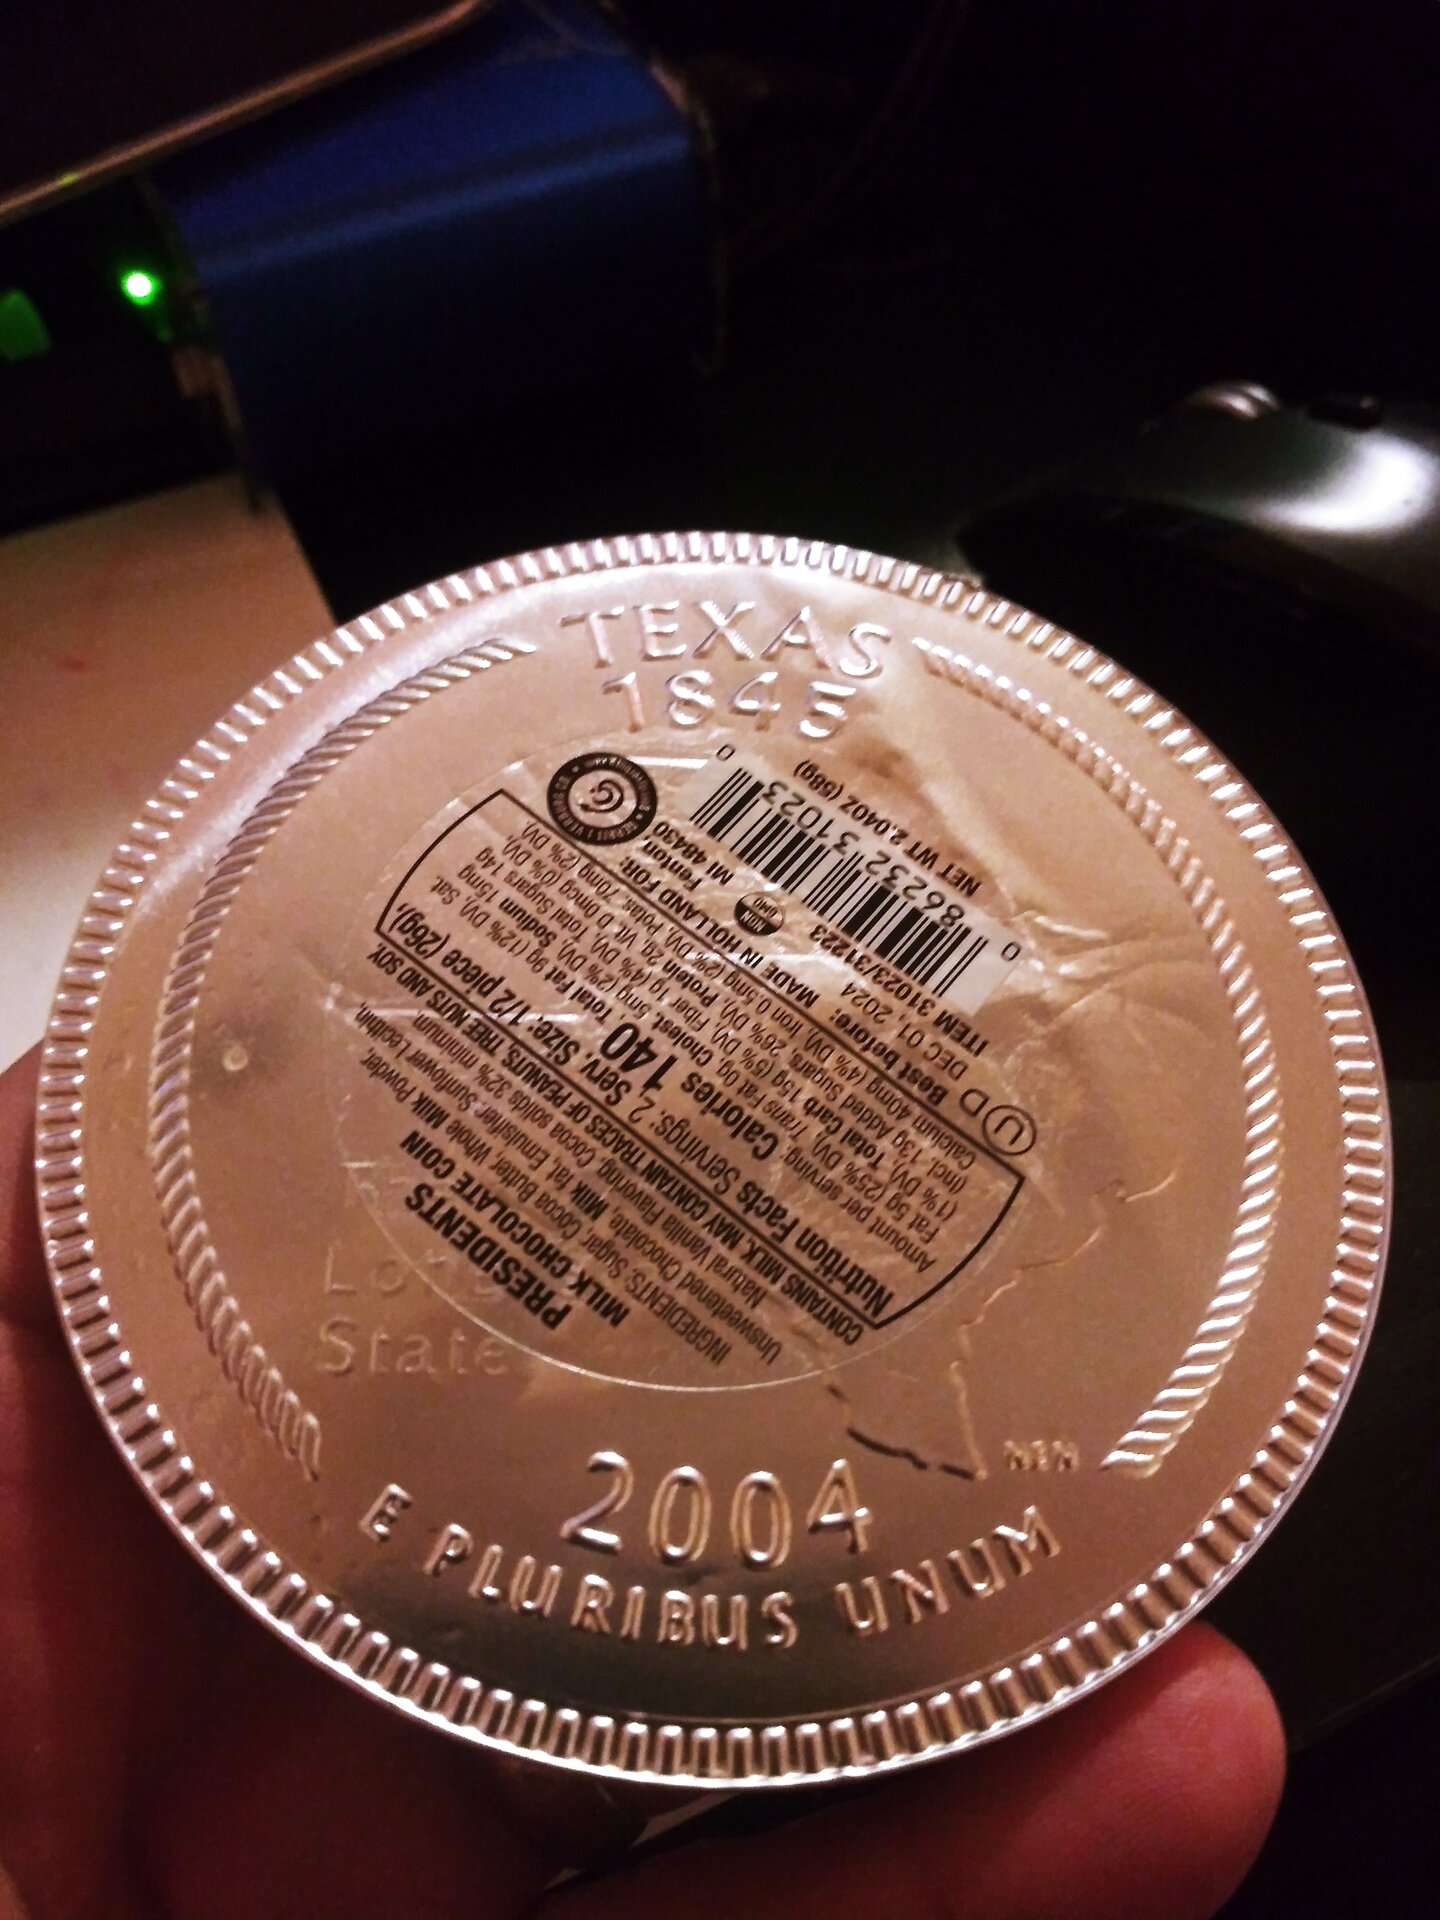 TEXAS
1845
PRESIDENTS
MILK CHOCOLATE COIN
INGREDIENTS: Sugar, Cocoa Butter, Whole Milk Powder,
Unsweetened Chocolate, Milk fat, Emulsifier: Sunflower Lecithin,
Natural Vanilla Flavoring. Cocoa solids 32% minimum
CONTAINS MILK. MAY CONTAIN TRACES OF PEANUTS, TREE NUTS AND SOY.
Nutrition Facts Servings: 2 Serv. Size: 1/2 piece (26g),
Amount per serving: Calories 140, Total Fat 9g (12% DV), Sat.
Fat 5g (25% DV), Trans Fat 0g, Cholest. 5mg (2% DV), Sodium 15mg
(1% DV), Total Carb 15g (5% DV), Fiber 1g (4% DV), Total Sugars 14g
(Incl. 13g Added Sugars, 26% DV), Protein 2g, Vit. D 0mcg (0% DV),
Calcium 40mg (4% DV), Iron 0.5mg (2% DV), Potas. 70mg (2% DV).
U D Best before:
DEC 01, 2024
MADE IN HOLLAND FOR:
Fenton,
MI 48430
NON
GMO
ITEM 31023/31223
0 86232 31023 0
NET WT 2.04OZ (58g)
State
NEN
2004
E PLURIBUS UNUM